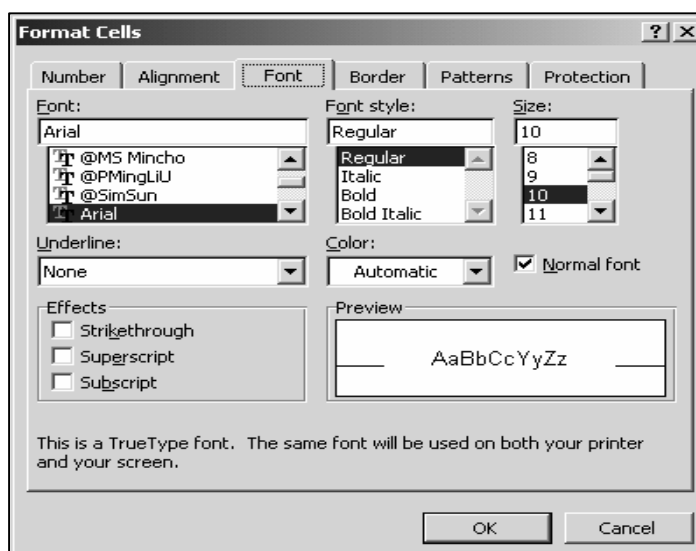 Format Cells
Number Alignment Font Border Patterns Protection
Font: Font style: Size:
Arial Regular 10
@MS Mincho Regular 8
@PMingLiU Italic 9
@SimSun Bold 10
Arial Bold Italic 11
Underline: Color:
None Automatic Normal font
Effects Preview
Strikethrough
Superscript AaBbCcYyZz
Subscript
This is a TrueType font. The same font will be used on both your printer
and your screen.
OK Cancel